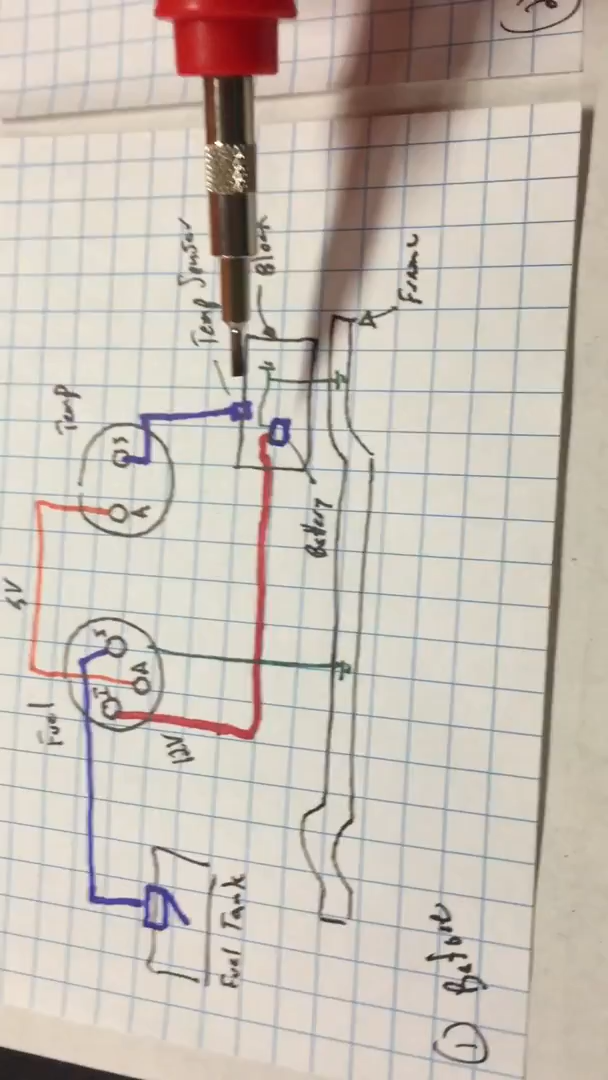 ① Before
Fuel Tank
Fuel
I
A
S
12V
5V
Temp
A
S
Temp Sensor
Block
Battery
Frame